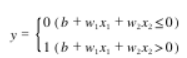 y = { 0 ( b + w₁x₁ + w₂x₂ ≤ 0 )
1 ( b + w₁x₁ + w₂x₂ > 0 )